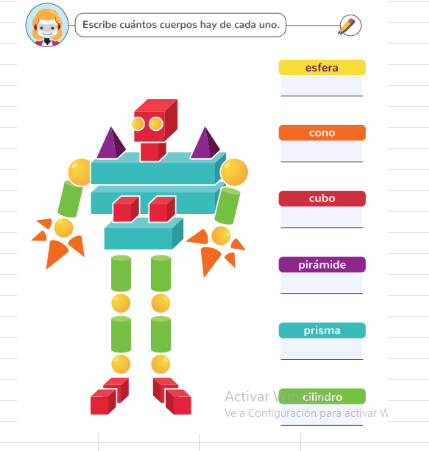 Escribe cuántos cuerpos hay de cada uno.
esfera
cono
cubo
pirámide
prisma
cilindro
Activar
Ve a Configuración para activar W